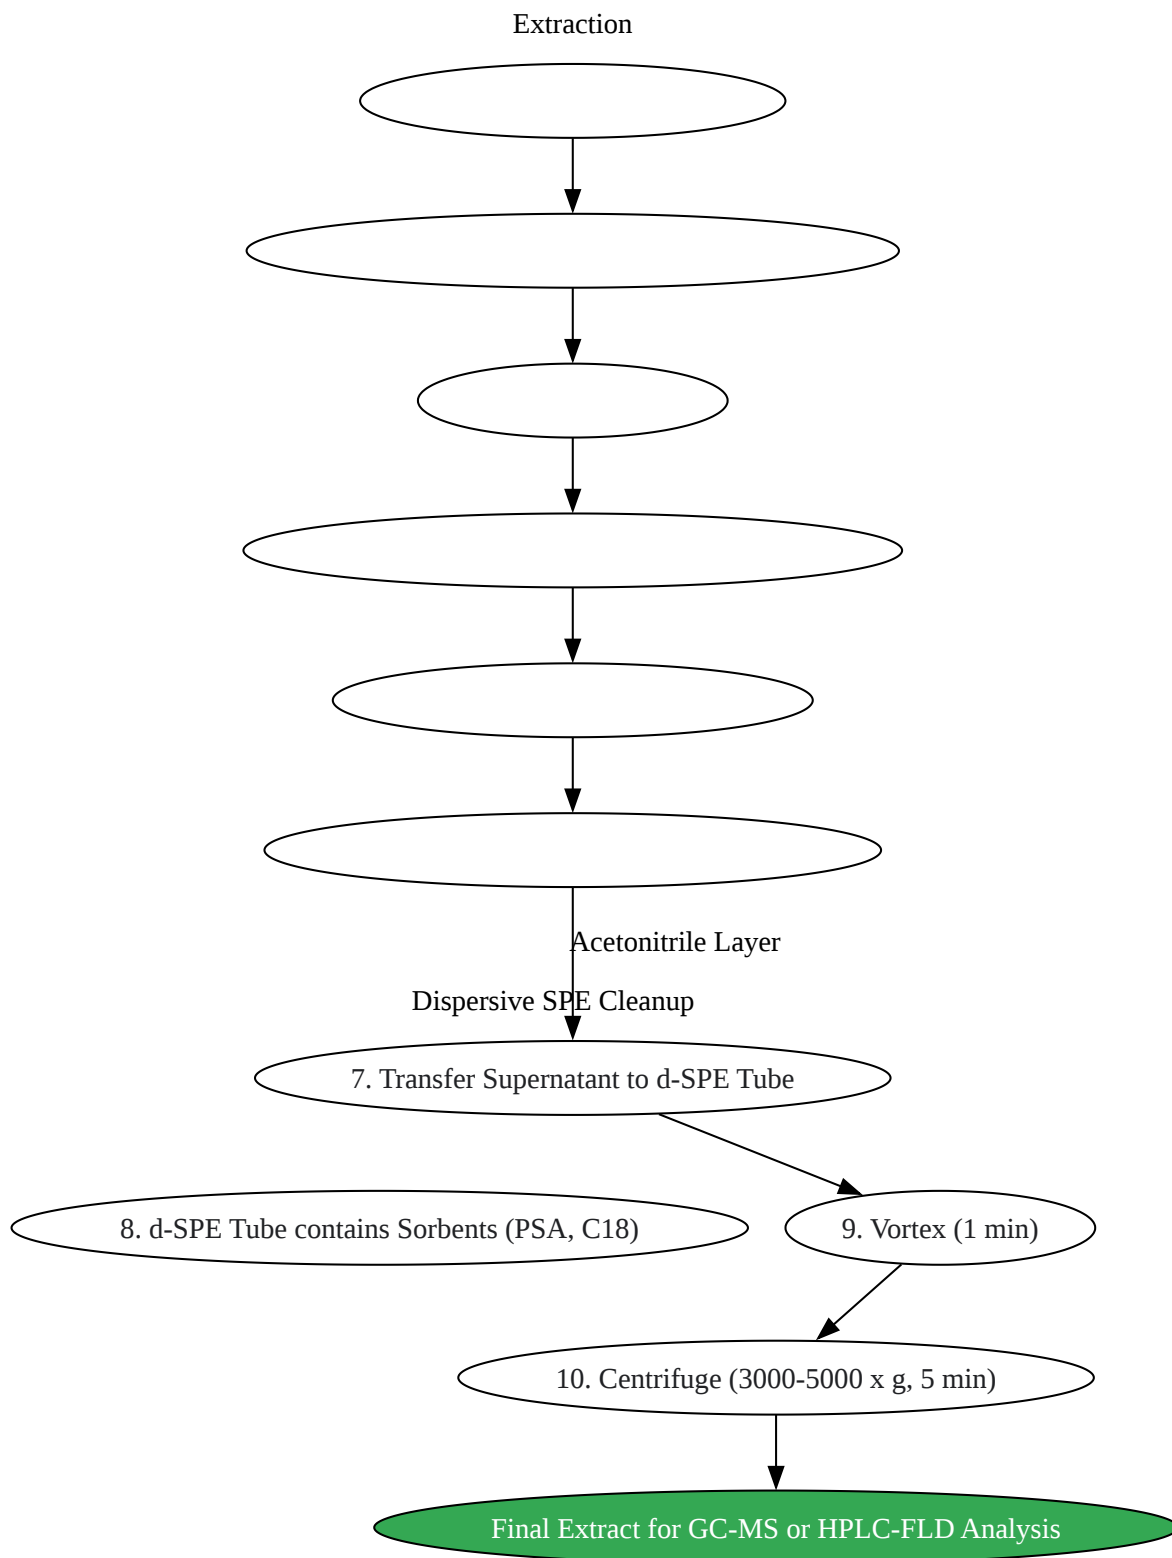 Extraction
Acetonitrile Layer
Dispersive SPE Cleanup
7. Transfer Supernatant to d-SPE Tube
8. d-SPE Tube contains Sorbents (PSA, C18)
9. Vortex (1 min)
10. Centrifuge (3000-5000 x g, 5 min)
Final Extract for GC-MS or HPLC-FLD Analysis